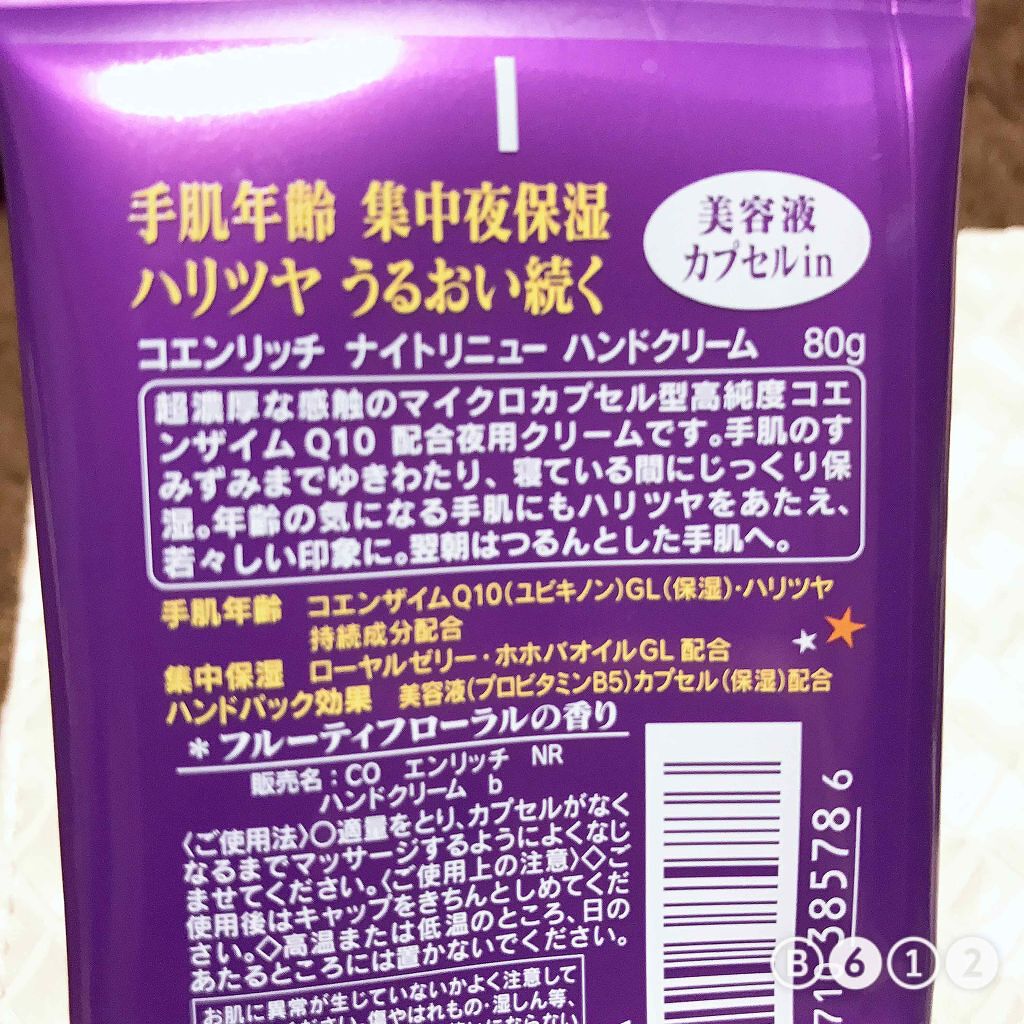 手肌年齢 集中夜保湿
ハリツヤ うるおい続く
美容液
カプセルin
コエンリッチ ナイトリニュー ハンドクリーム 80g
超濃厚な感触のマイクロカプセル型高純度コエ
ンザイムQ10 配合夜用クリームです。手肌のす
みずみまでゆきわたり、寝ている間にじっくり保
湿。年齢の気になる手肌にもハリツヤをあたえ、
若々しい印象に。翌朝はつるんとした手肌へ。
手肌年齢 コエンザイムQ10(ユビキノン)GL(保湿)・ハリツヤ
持続成分配合
集中保湿 ローヤルゼリー・ホホバオイルGL 配合
ハンドパック効果 美容液(プロビタミンB5)カプセル(保湿)配合
*フルーティフローラルの香り
販売名:CO エンリッチ NR
ハンドクリーム b
〈ご使用法〉○適量をとり、カプセルがなく
なるまでマッサージするようによくなじ
ませてください。〈ご使用上の注意〉◇ご
使用後はキャップをきちんとしめてくだ
さい。◇高温または低温のところ、日の
あたるところには置かないでください。
お肌に異常が生じていないかよく注意して
ください。傷やはれもの・湿しん等、
385786
B612